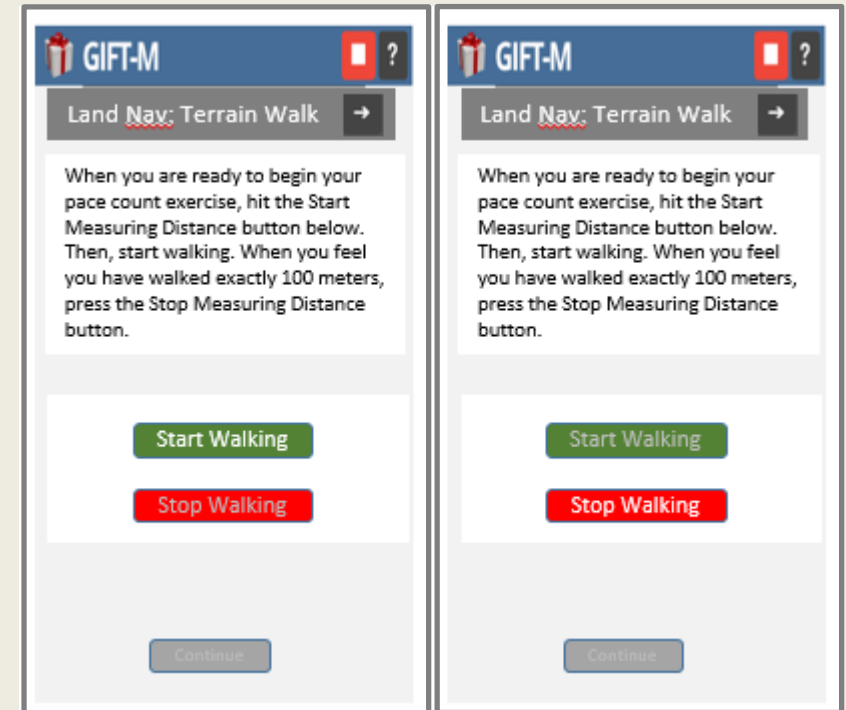 GIFT-M ?
Land Nav: Terrain Walk →
When you are ready to begin your
pace count exercise, hit the Start
Measuring Distance button below.
Then, start walking. When you feel
you have walked exactly 100 meters,
press the Stop Measuring Distance
button.
Start Walking
Stop Walking
Continue
GIFT-M ?
Land Nav: Terrain Walk →
When you are ready to begin your
pace count exercise, hit the Start
Measuring Distance button below.
Then, start walking. When you feel
you have walked exactly 100 meters,
press the Stop Measuring Distance
button.
Start Walking
Stop Walking
Continue